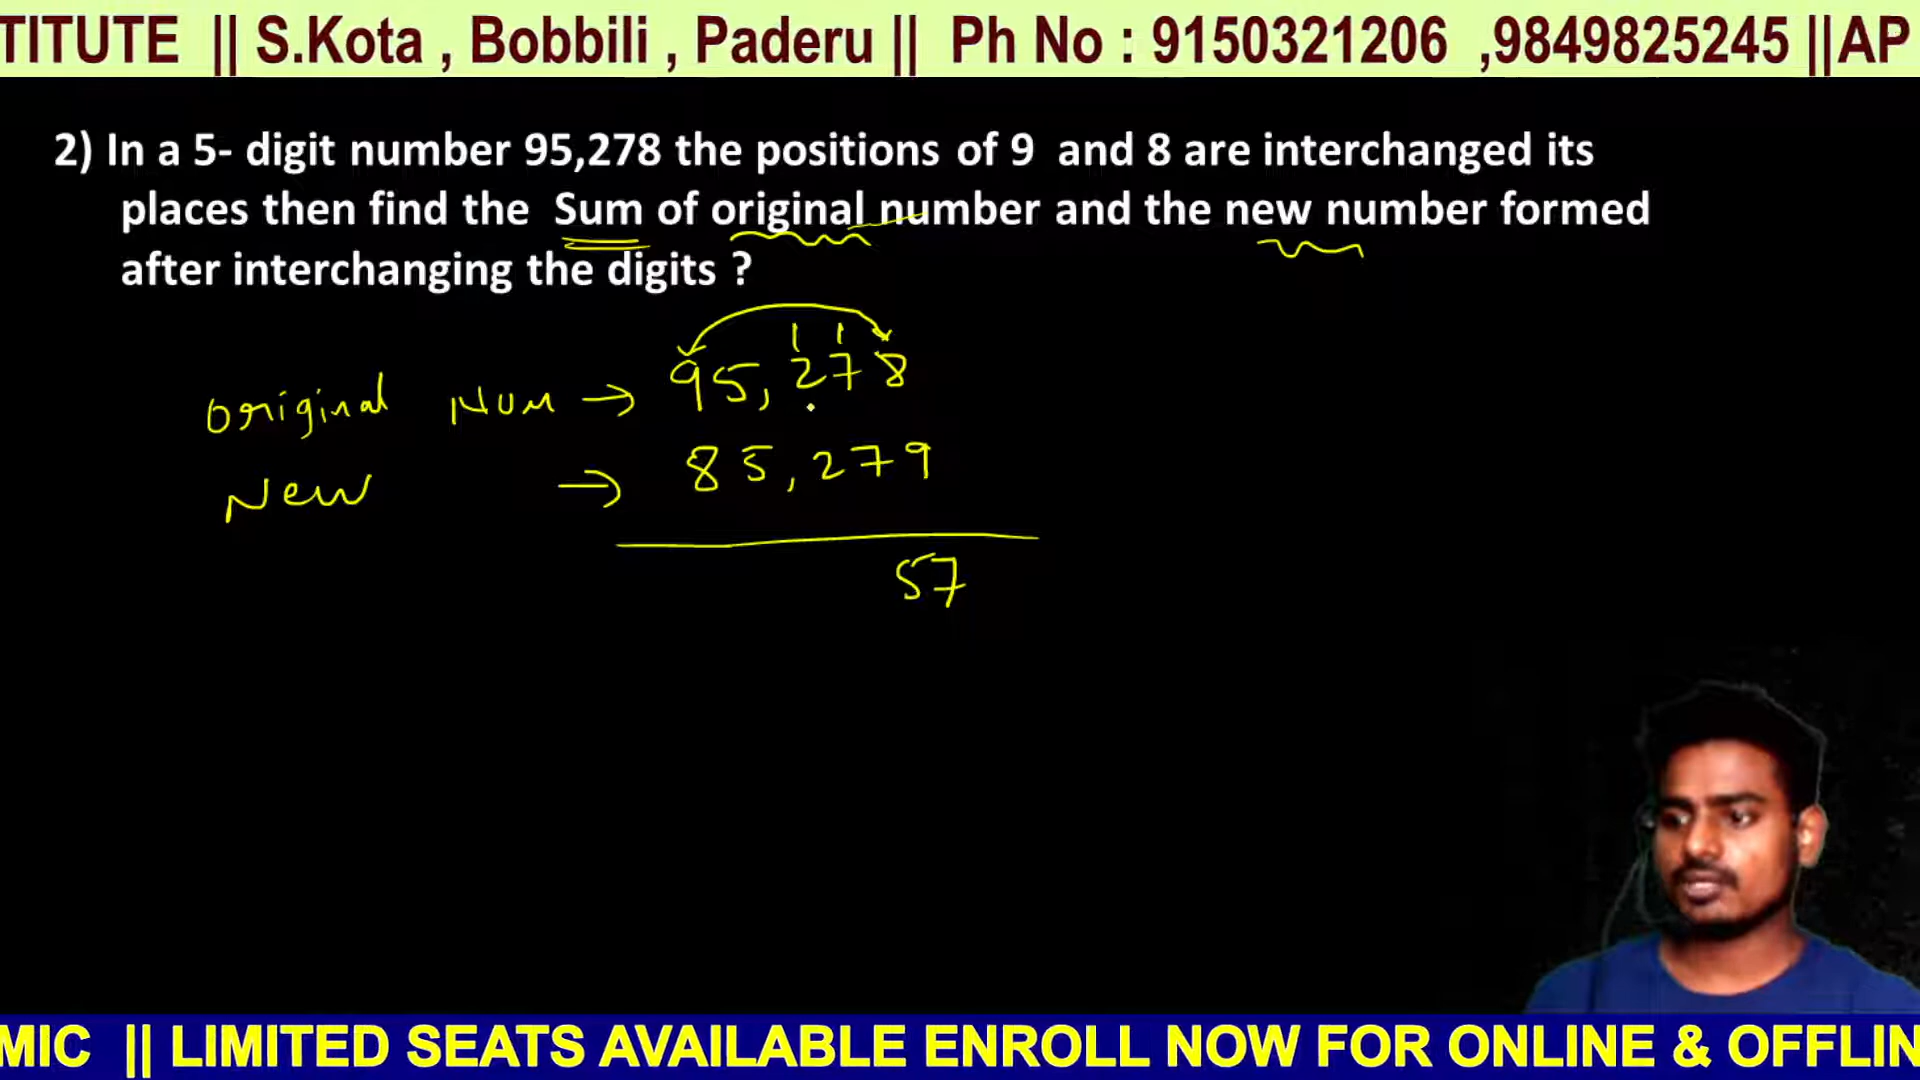 TITUTE || S.Kota , Bobbili , Paderu || Ph No : 9150321206 ,9849825245 ||AP
2) In a 5- digit number 95,278 the positions of 9 and 8 are interchanged its
places then find the Sum of original number and the new number formed
after interchanging the digits ?
1 1
Original Num → 95,278
New → 85,279
57
MIC || LIMITED SEATS AVAILABLE ENROLL NOW FOR ONLINE & OFFLIN